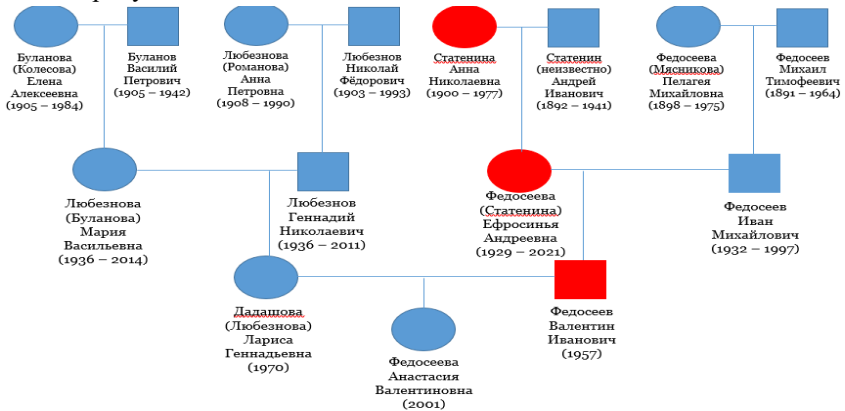 Буланова
(Колесова)
Елена
Алексеевна
(1905 – 1984)
Буланов
Василий
Петрович
(1905 – 1942)
Любезнова
(Романова)
Анна
Петровна
(1908 – 1990)
Любезнов
Николай
Фёдорович
(1903 – 1993)
Статенина
Анна
Николаевна
(1900 – 1977)
Статенин
(неизвестно)
Андрей
Иванович
(1892 – 1941)
Федосеева
(Мясникова)
Пелагея
Михайловна
(1898 – 1975)
Федосеев
Михаил
Тимофеевич
(1891 – 1964)
Любезнова
(Буланова)
Мария
Васильевна
(1936 – 2014)
Любезнов
Геннадий
Николаевич
(1936 – 2011)
Федосеева
(Статенина)
Ефросинья
Андреевна
(1929 – 2021)
Федосеев
Иван
Михайлович
(1932 – 1997)
Дадашова
(Любезнова)
Лариса
Геннадьевна
(1970)
Федосеев
Валентин
Иванович
(1957)
Федосеева
Анастасия
Валентиновна
(2001)